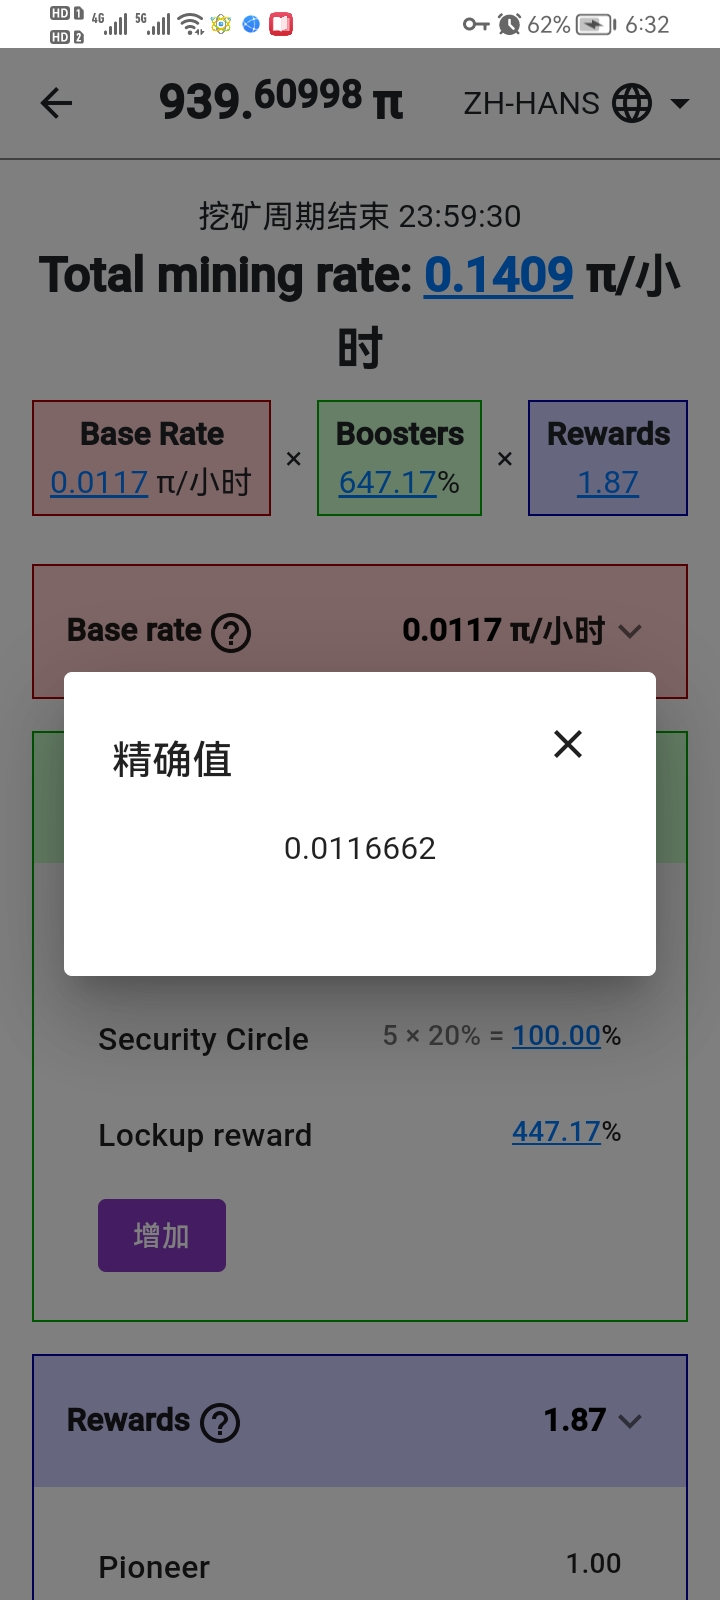 HD 1 4G 5G 62% 6:32
HD 2
939.60998 π ZH-HANS
挖矿周期结束 23:59:30
Total mining rate: 0.1409 π/小
时
Base Rate × Boosters × Rewards
0.0117 π/小时 647.17% 1.87
Base rate ? 0.0117 π/小时
精确值
0.0116662
Security Circle 5 × 20% = 100.00%
Lockup reward 447.17%
增加
Rewards ? 1.87
Pioneer 1.00